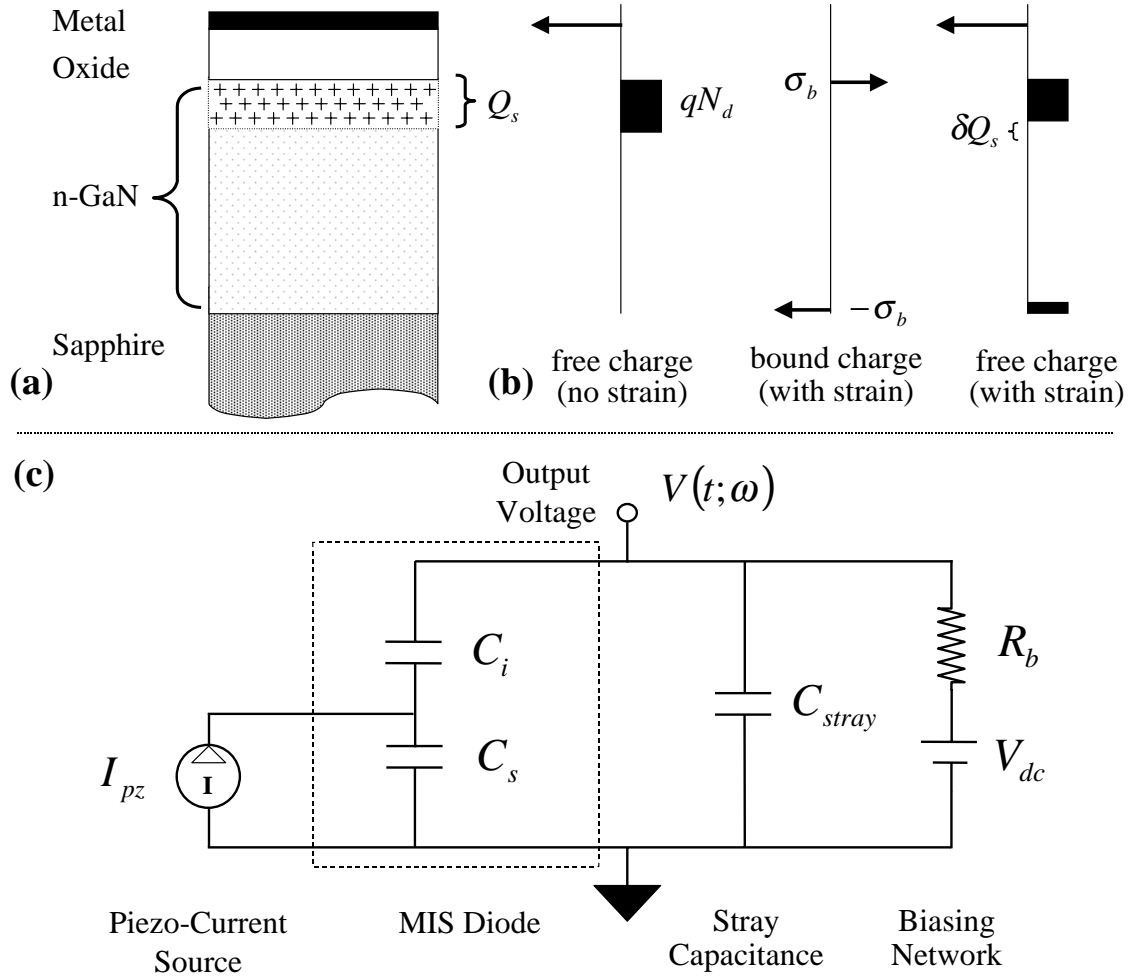 Metal
Oxide
n-GaN
Sapphire
(a)
+ + + + + + + + + +
+ + + + + + + + +
+ + + + + + + + + +
Q_s
(b)
qN_d
free charge
(no strain)
σ_b
−σ_b
bound charge
(with strain)
δQ_s
free charge
(with strain)
(c)
Output
Voltage
V(t;ω)
C_i
C_s
I_pz
I
C_stray
R_b
V_dc
Piezo-Current
Source
MIS Diode
Stray
Capacitance
Biasing
Network